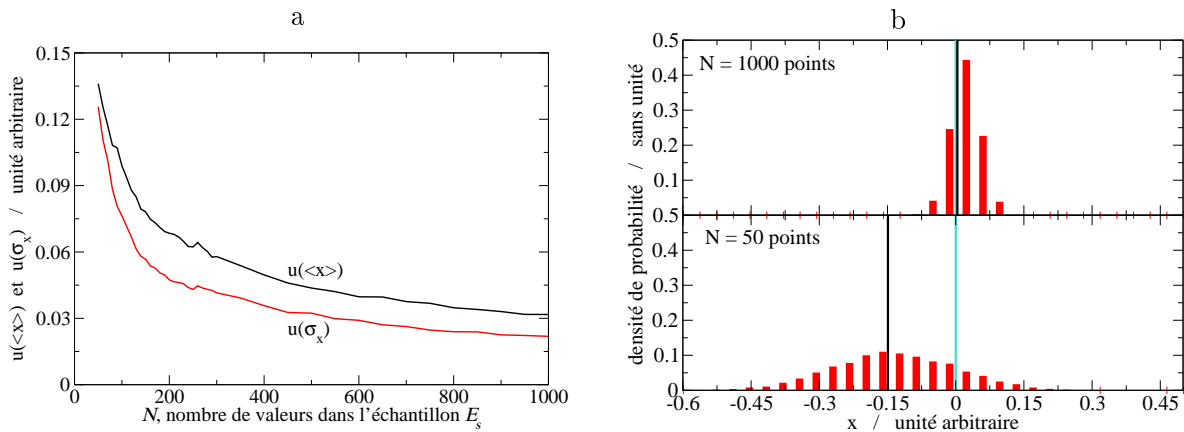 a
0.15
0.12
0.09
0.06
0.03
0
0 200 400 600 800 1000
u(<x>) et u(σx) / unité arbitraire
u(<x>)
u(σx)
N, nombre de valeurs dans l'échantillon Es
b
0.5
0.4
0.3
0.2
0.1
0.5
0.4
0.3
0.2
0.1
0
N = 1000 points
N = 50 points
-0.6 -0.45 -0.3 -0.15 0 0.15 0.3 0.45
densité de probabilité / sans unité
x / unité arbitraire